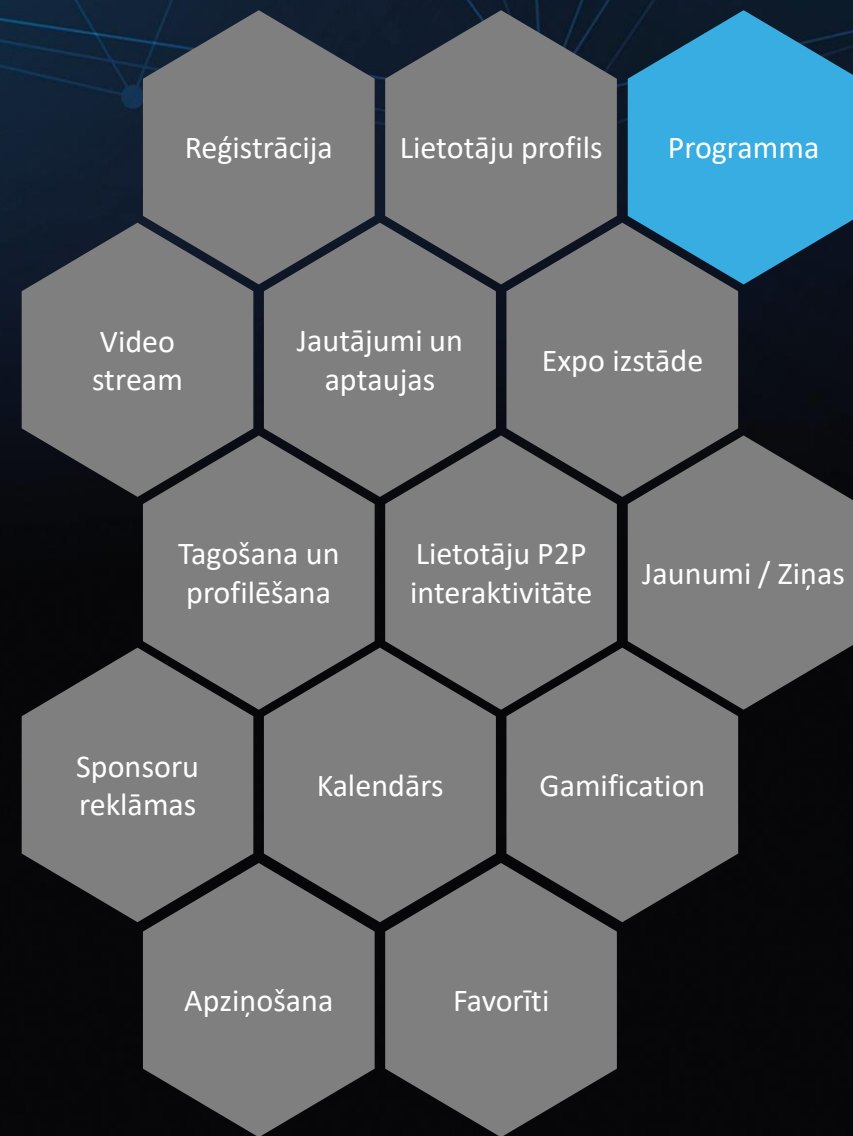 Reģistrācija
Lietotāju profils
Programma
Video
stream
Jautājumi un
aptaujas
Expo izstāde
Tagošana un
profilēšana
Lietotāju P2P
interaktivitāte
Jaunumi / Ziņas
Sponsoru
reklāmas
Kalendārs
Gamification
Apziņošana
Favorīti